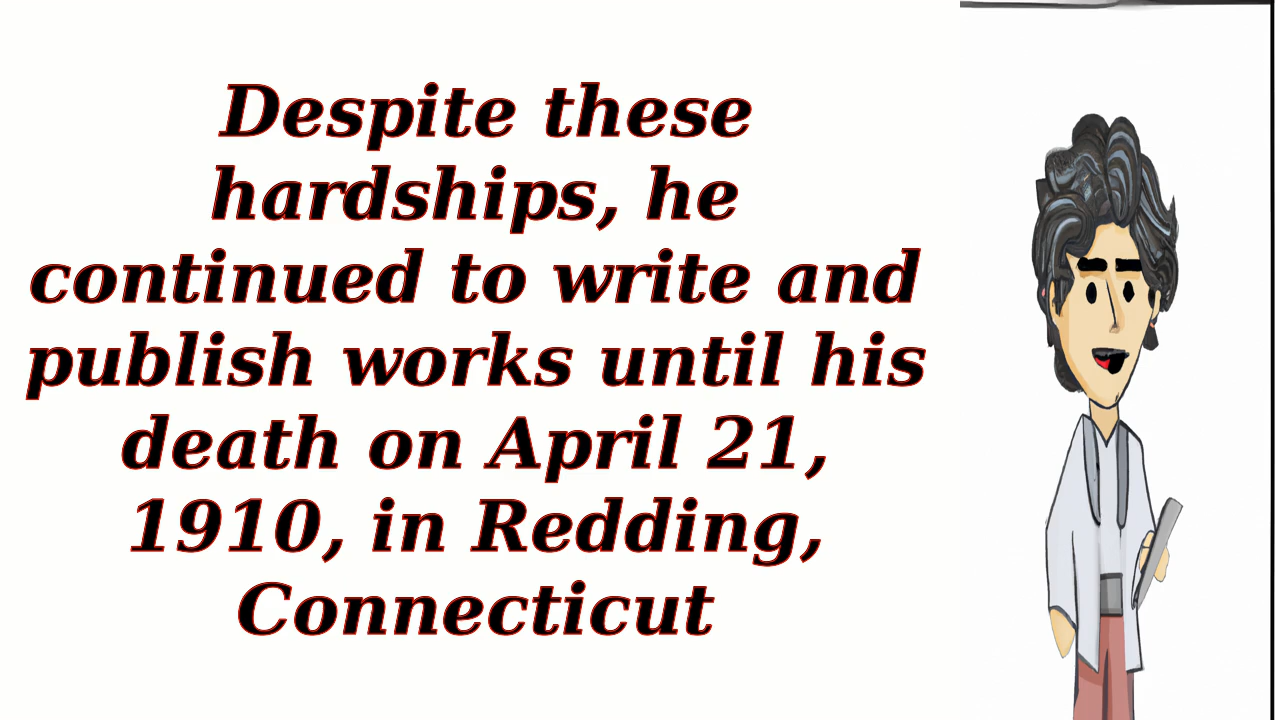 Despite these
hardships, he
continued to write and
publish works until his
death on April 21,
1910, in Redding,
Connecticut